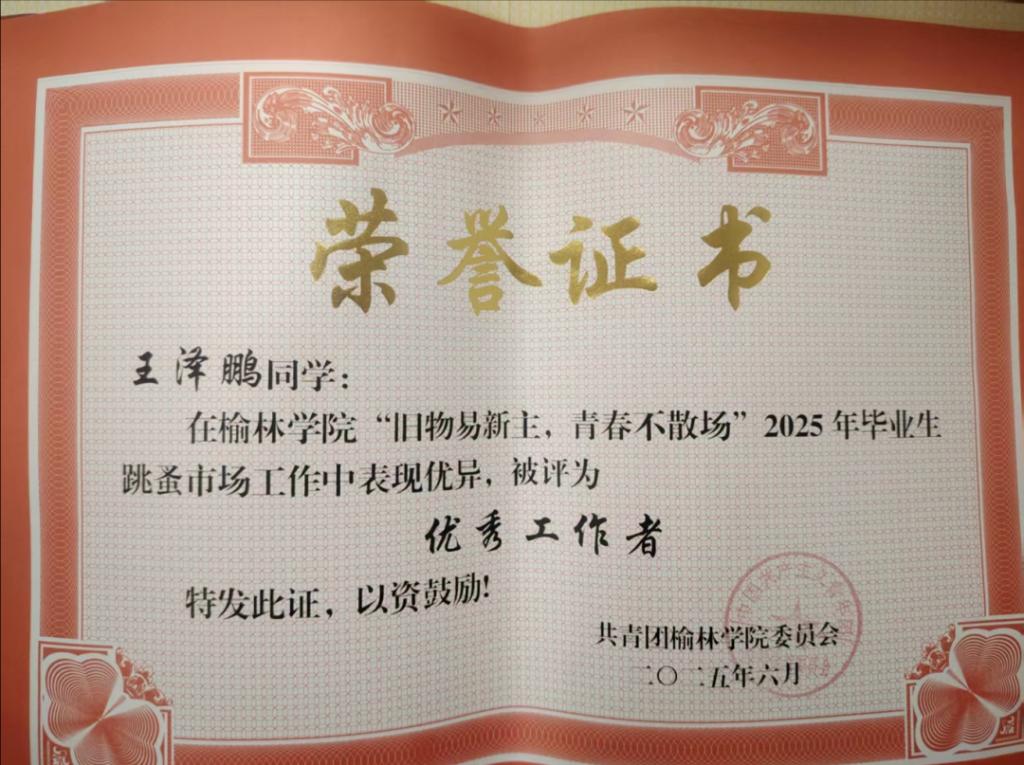 荣誉证书
王泽鹏同学：
在榆林学院“旧物易新主，青春不散场”2025年毕业生
跳蚤市场工作中表现优异，被评为
优秀工作者
特发此证，以资鼓励!
共青团榆林学院委员会
二〇二五年六月